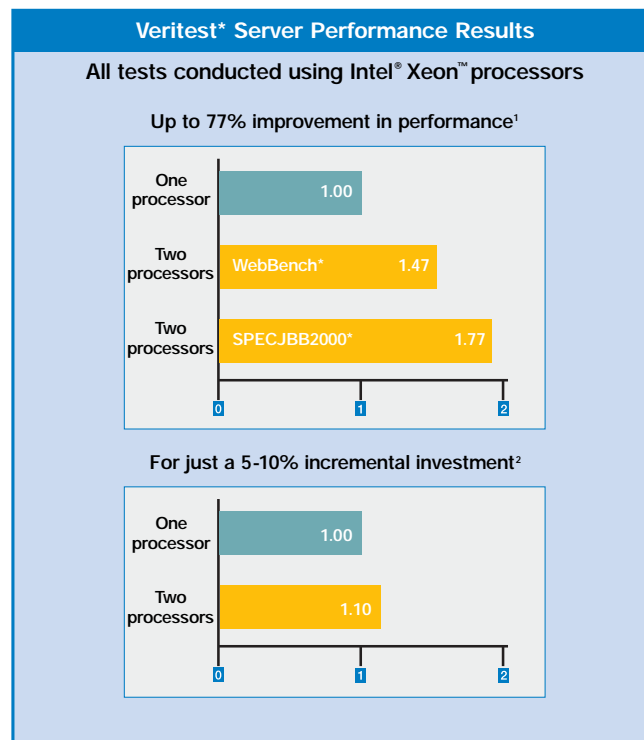 Veritest* Server Performance Results
All tests conducted using Intel® Xeon™ processors
Up to 77% improvement in performance¹
One
processor
1.00
Two
processors
WebBench* 1.47
Two
processors
SPECJBB2000* 1.77
0 1 2
For just a 5-10% incremental investment²
One
processor
1.00
Two
processors
1.10
0 1 2